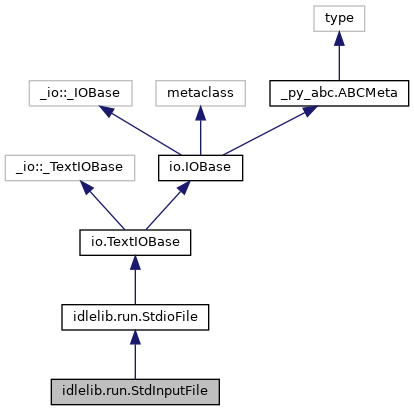 type
_io::_IOBase
metaclass
_py_abc.ABCMeta
_io::_TextIOBase
io.IOBase
io.TextIOBase
idlelib.run.StdioFile
idlelib.run.StdInputFile